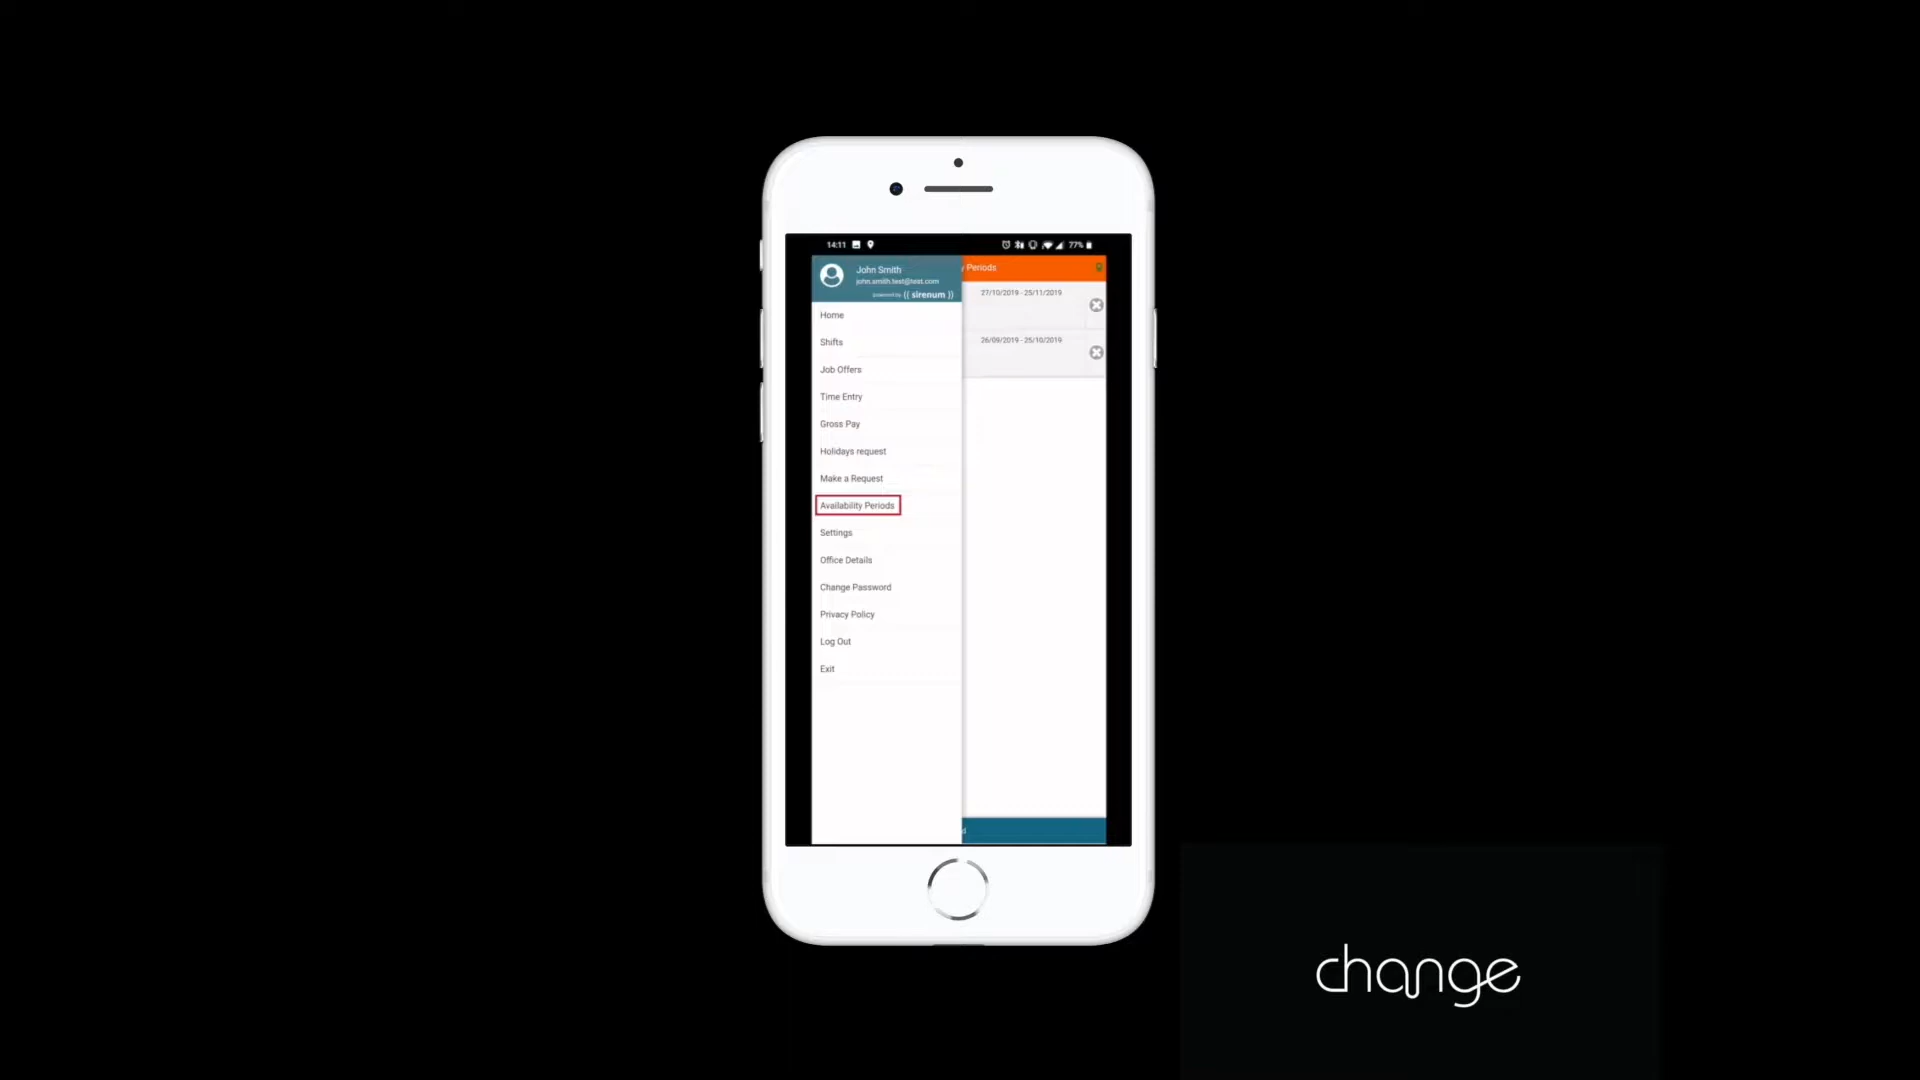 14:11
77%
John Smith
john.smith.test@test.com
powered by (( sirenum ))
y Periods
27/10/2019 - 25/11/2019
26/09/2019 - 25/10/2019
Home
Shifts
Job Offers
Time Entry
Gross Pay
Holidays request
Make a Request
Availability Periods
Settings
Office Details
Change Password
Privacy Policy
Log Out
Exit
d
change